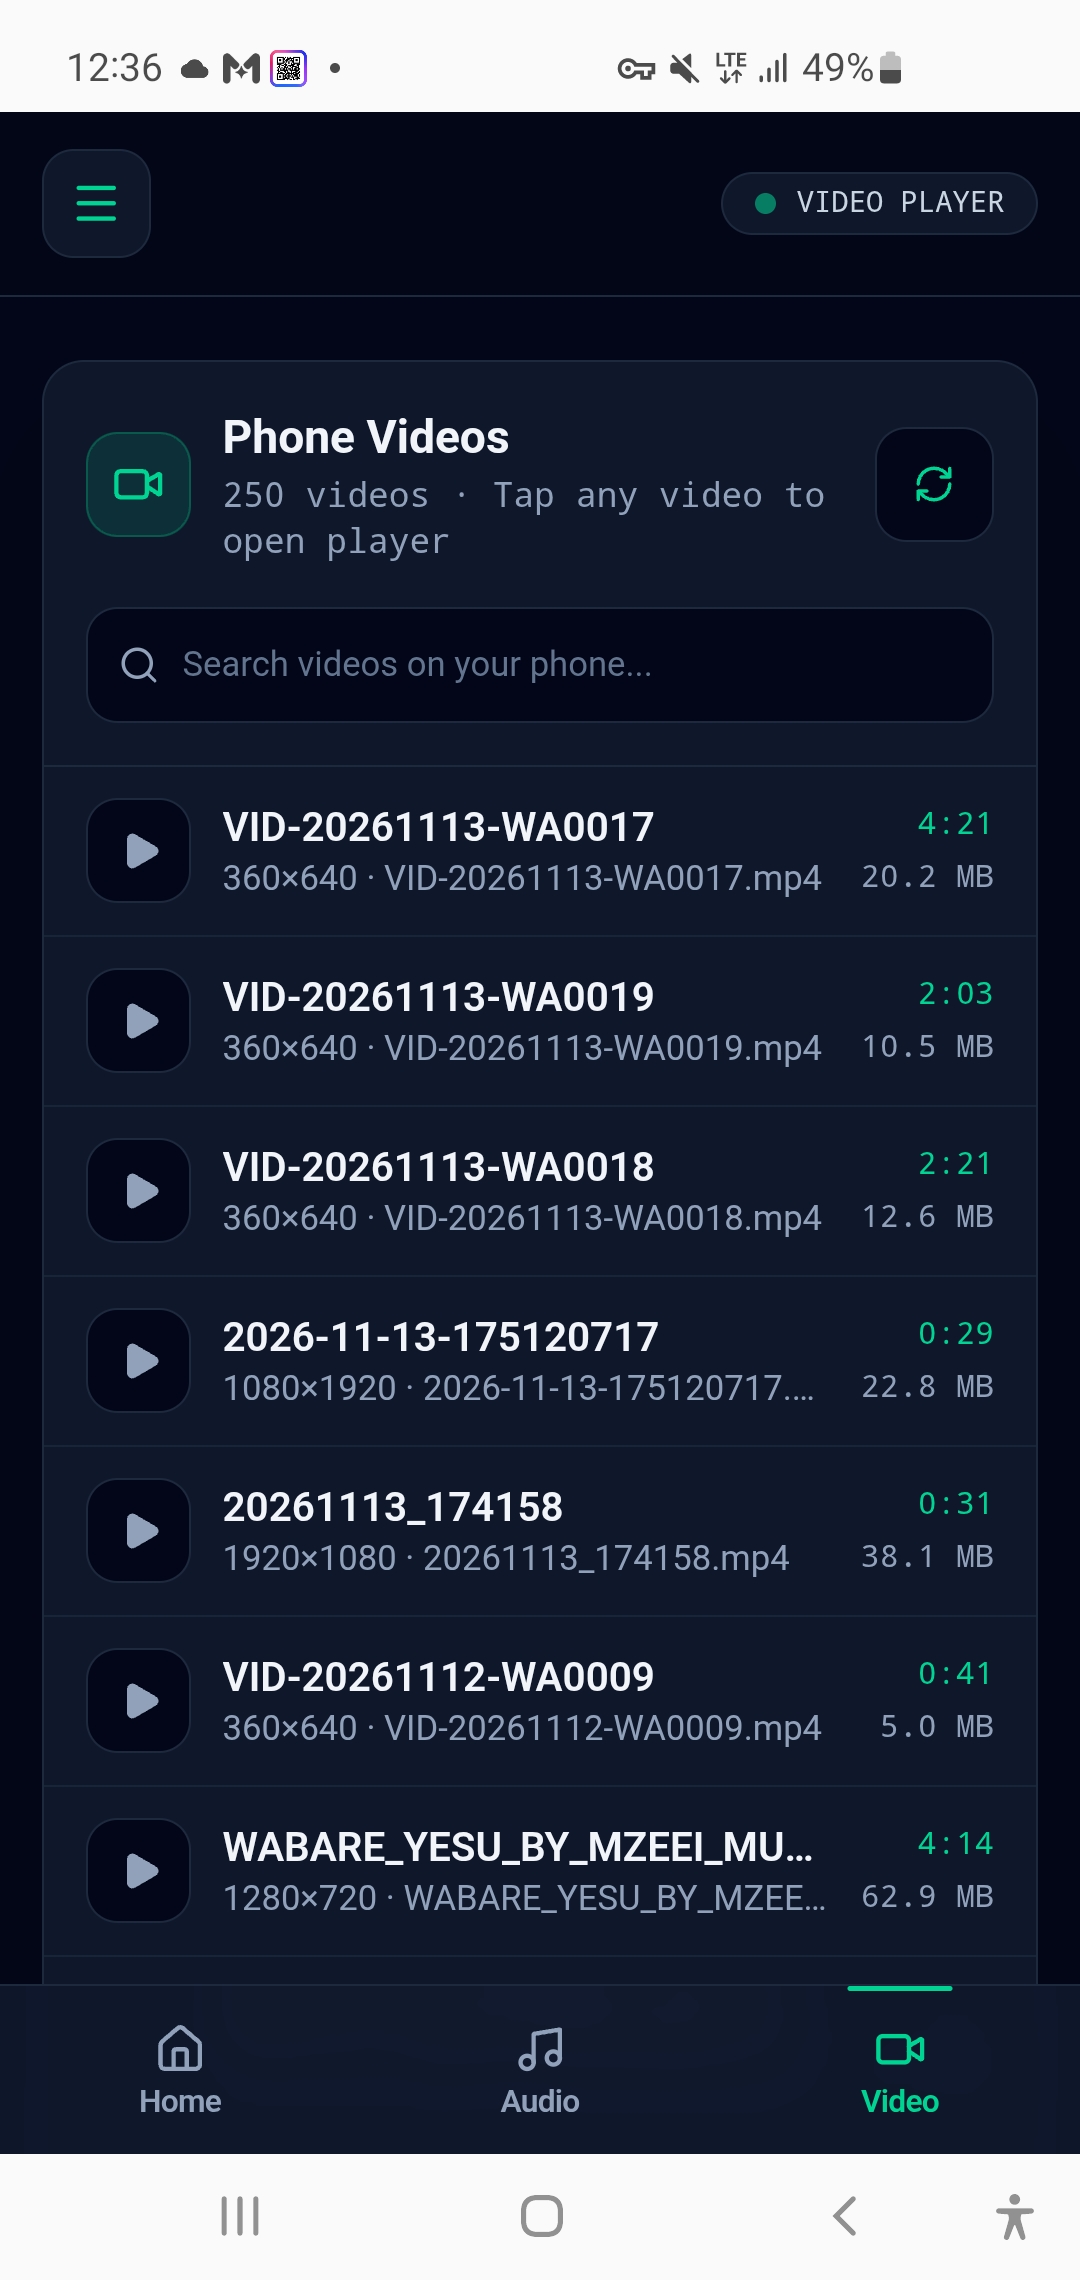 12:36
LTE
49%
VIDEO PLAYER
Phone Videos
250 videos · Tap any video to
open player
Search videos on your phone...
VID-20261113-WA0017
4:21
360×640 · VID-20261113-WA0017.mp4
20.2 MB
VID-20261113-WA0019
2:03
360×640 · VID-20261113-WA0019.mp4
10.5 MB
VID-20261113-WA0018
2:21
360×640 · VID-20261113-WA0018.mp4
12.6 MB
2026-11-13-175120717
0:29
1080×1920 · 2026-11-13-175120717.…
22.8 MB
20261113_174158
0:31
1920×1080 · 20261113_174158.mp4
38.1 MB
VID-20261112-WA0009
0:41
360×640 · VID-20261112-WA0009.mp4
5.0 MB
WABARE_YESU_BY_MZEEI_MU…
4:14
1280×720 · WABARE_YESU_BY_MZEE…
62.9 MB
Home
Audio
Video